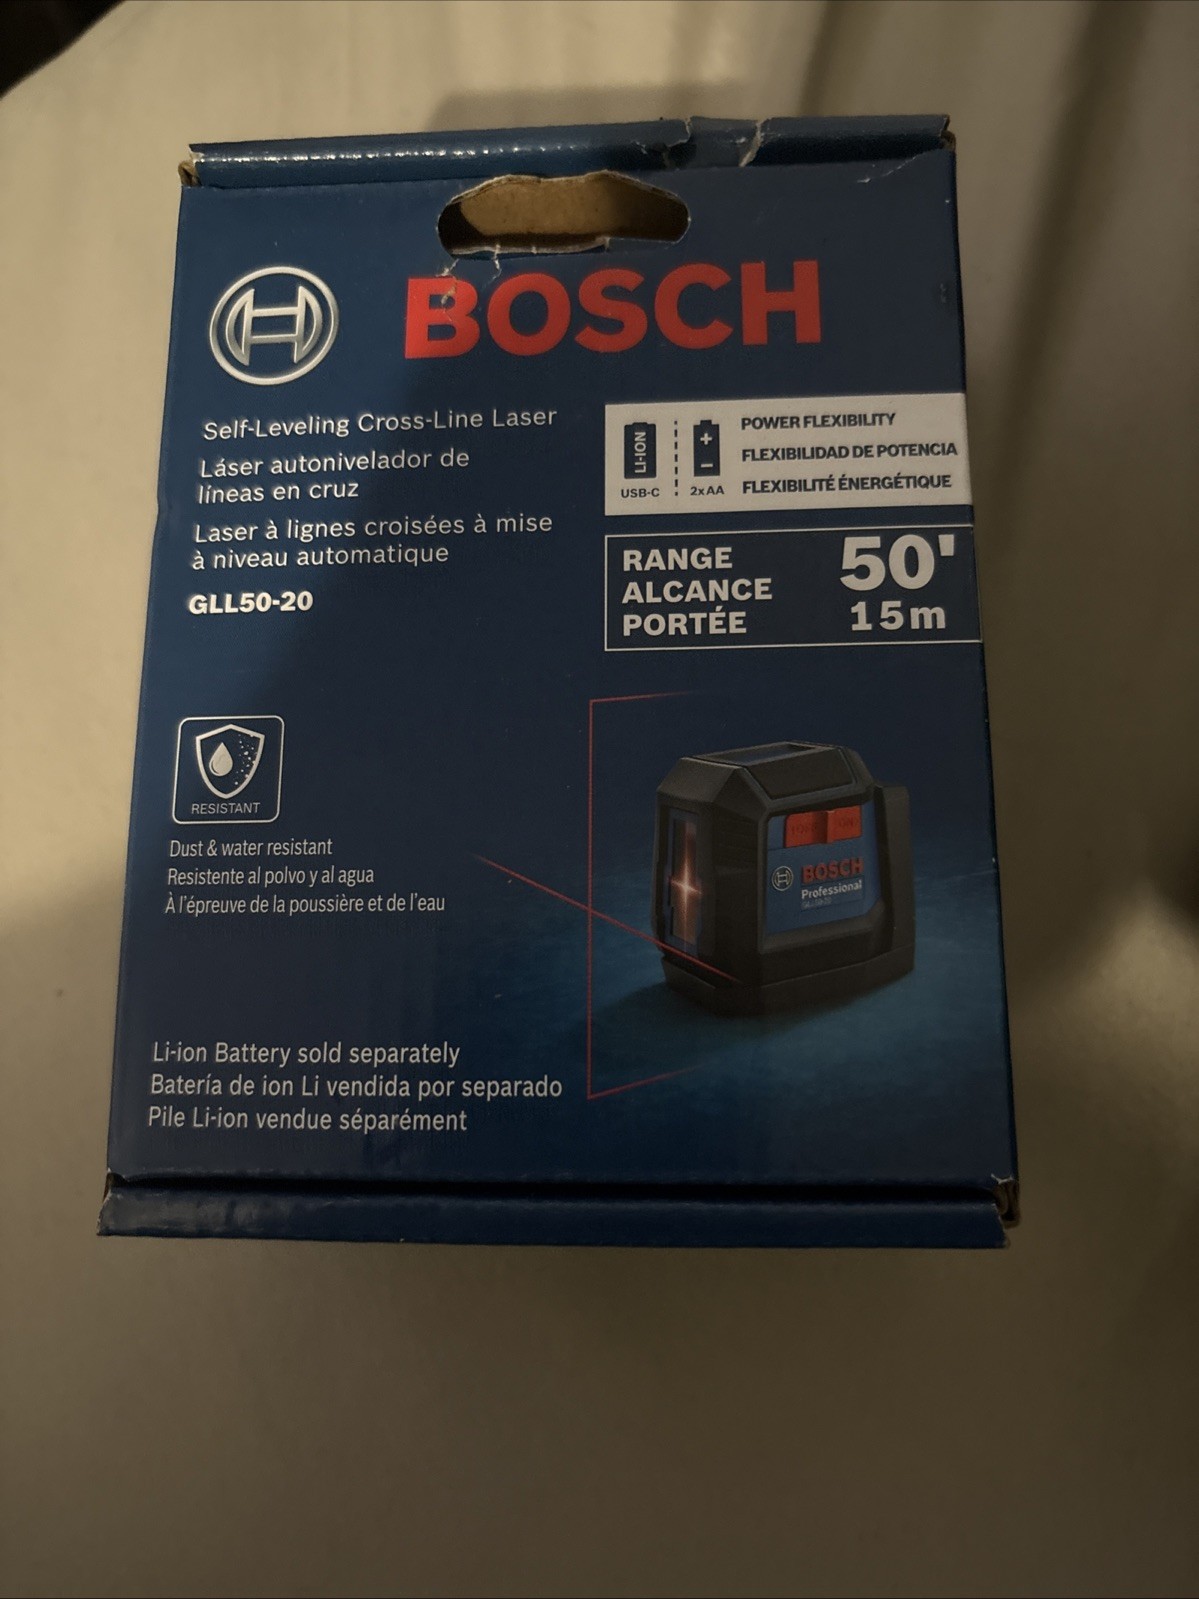 BOSCH
Self-Leveling Cross-Line Laser
Láser autonivelador de
líneas en cruz
Laser à lignes croisées à mise
à niveau automatique
GLL50-20
LI-ION
USB-C
2xAA
POWER FLEXIBILITY
FLEXIBILIDAD DE POTENCIA
FLEXIBILITÉ ÉNERGÉTIQUE
RANGE
ALCANCE
PORTÉE
50'
15m
RESISTANT
Dust & water resistant
Resistente al polvo y al agua
À l'épreuve de la poussière et de l'eau
BOSCH
Professional
GLL50-20
Li-ion Battery sold separately
Batería de ion Li vendida por separado
Pile Li-ion vendue séparément